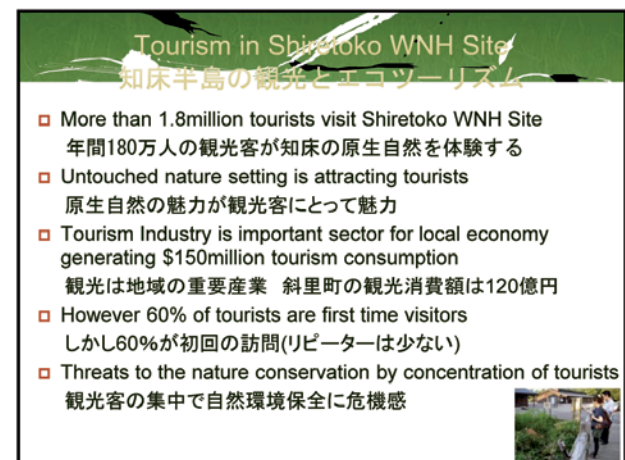 Tourism in Shiretoko WNH Site
知床半島の観光とエコツーリズム
More than 1.8million tourists visit Shiretoko WNH Site
年間180万人の観光客が知床の原生自然を体験する
Untouched nature setting is attracting tourists
原生自然の魅力が観光客にとって魅力
Tourism Industry is important sector for local economy
generating $150million tourism consumption
観光は地域の重要産業 斜里町の観光消費額は120億円
However 60% of tourists are first time visitors
しかし60%が初回の訪問(リピーターは少ない)
Threats to the nature conservation by concentration of tourists
観光客の集中で自然環境保全に危機感